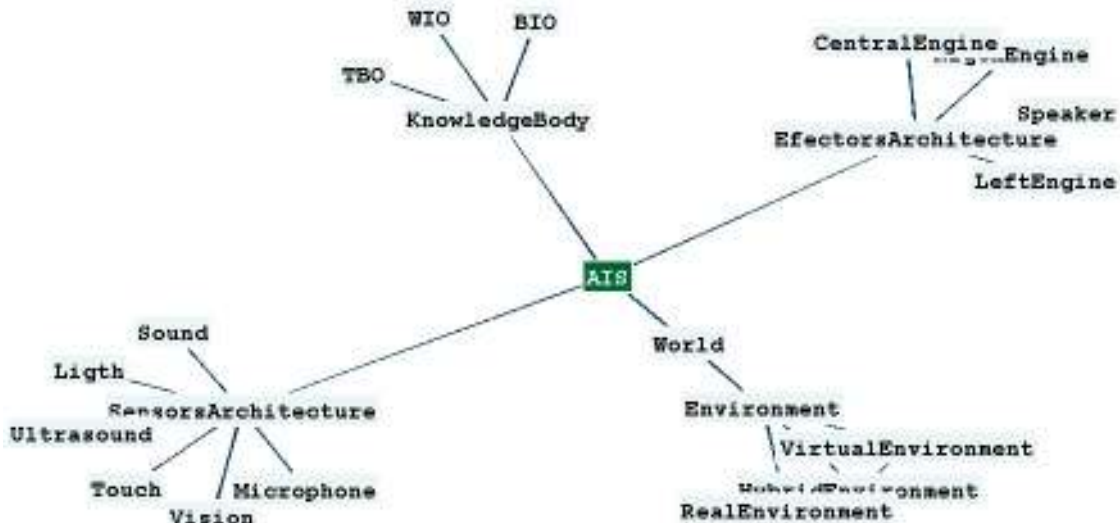 WIO
BIO
TBO
KnowledgeBody
CentralEngine
Engine
Speaker
EfectorsArchitecture
LeftEngine
AIS
World
Sound
Ligth
SensorsArchitecture
Ultrasound
Touch
Microphone
Vision
Environment
VirtualEnvironment
HybridEnvironment
RealEnvironment